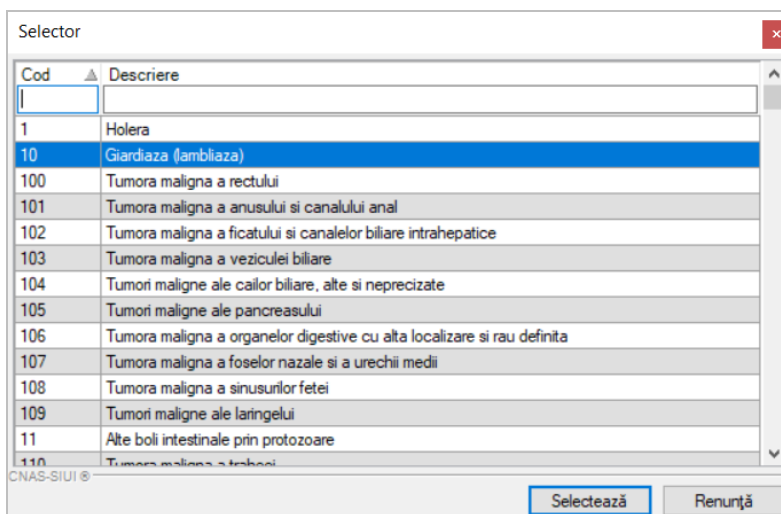 Selector
Cod Descriere
1 Holera
10 Giardiaza (lambliaza)
100 Tumora maligna a rectului
101 Tumora maligna a anusului si canalului anal
102 Tumora maligna a ficatului si canalelor biliare intrahepatice
103 Tumora maligna a veziculei biliare
104 Tumori maligne ale cailor biliare, alte si neprecizate
105 Tumori maligne ale pancreasului
106 Tumora maligna a organelor digestive cu alta localizare si rau definita
107 Tumora maligna a foselor nazale si a urechii medii
108 Tumora maligna a sinusurilor fetei
109 Tumori maligne ale laringelui
11 Alte boli intestinale prin protozoare
110 Tumora maligna a traheei
CNAS-SIUI ®
Selectează Renunţă